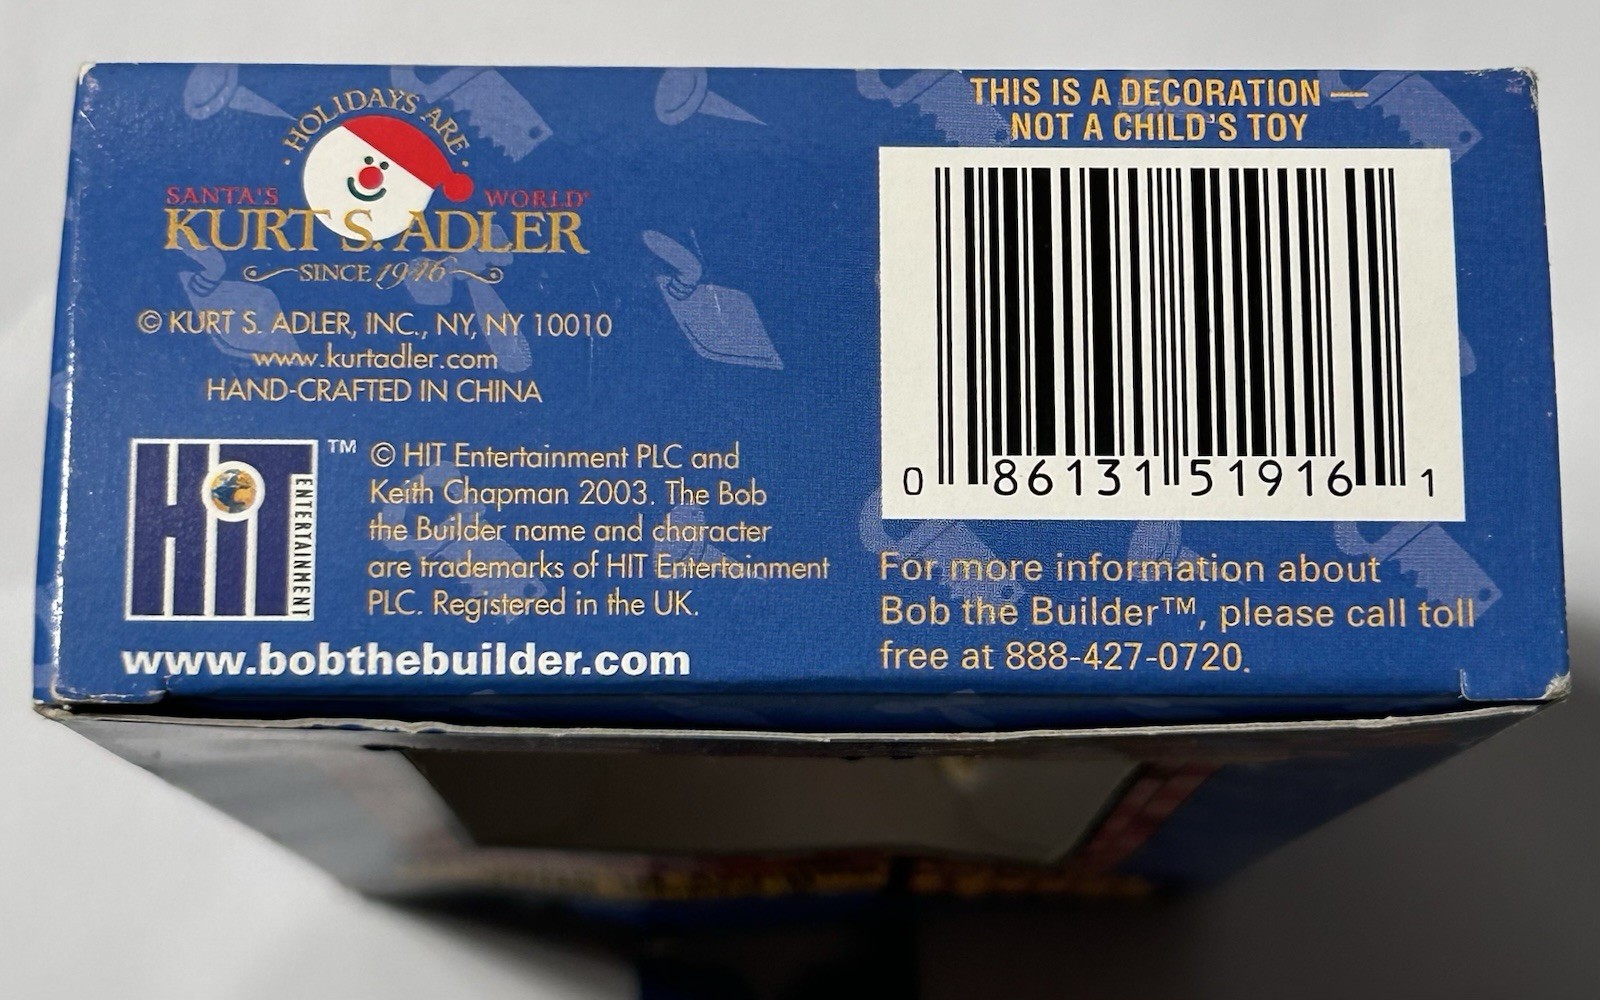 · HOLIDAYS ARE ·
SANTA'S WORLD®
KURT S. ADLER
SINCE 1946
© KURT S. ADLER, INC., NY, NY 10010
www.kurtadler.com
HAND-CRAFTED IN CHINA
HiT
ENTERTAINMENT
TM
© HIT Entertainment PLC and
Keith Chapman 2003. The Bob
the Builder name and character
are trademarks of HIT Entertainment
PLC. Registered in the UK.
www.bobthebuilder.com
THIS IS A DECORATION —
NOT A CHILD'S TOY
0 86131 51916 1
For more information about
Bob the Builder™, please call toll
free at 888-427-0720.